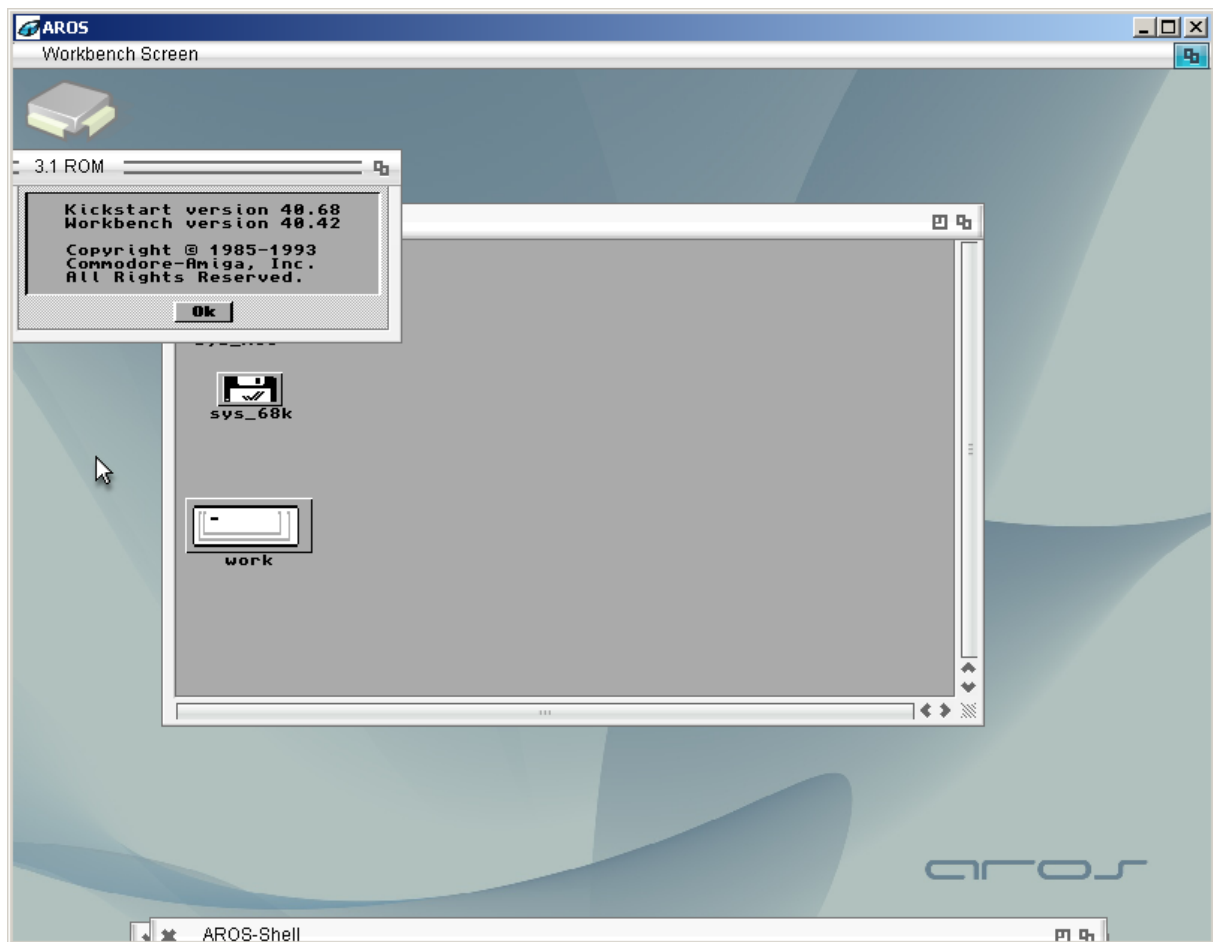 AROS
Workbench Screen
3.1 ROM
Kickstart version 40.68
Workbench version 40.42
Copyright © 1985-1993
Commodore-Amiga, Inc.
All Rights Reserved.
Ok
sys_68k
work
aros
AROS-Shell